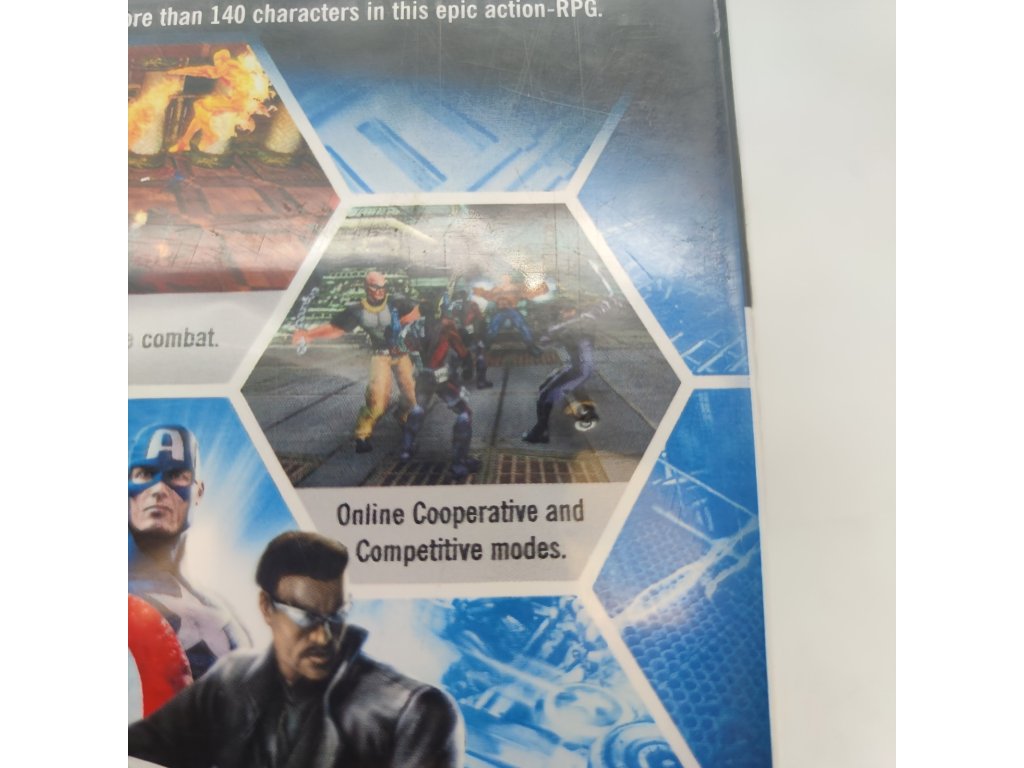 ore than 140 characters in this epic action-RPG.
combat.
Online Cooperative and
Competitive modes.
A